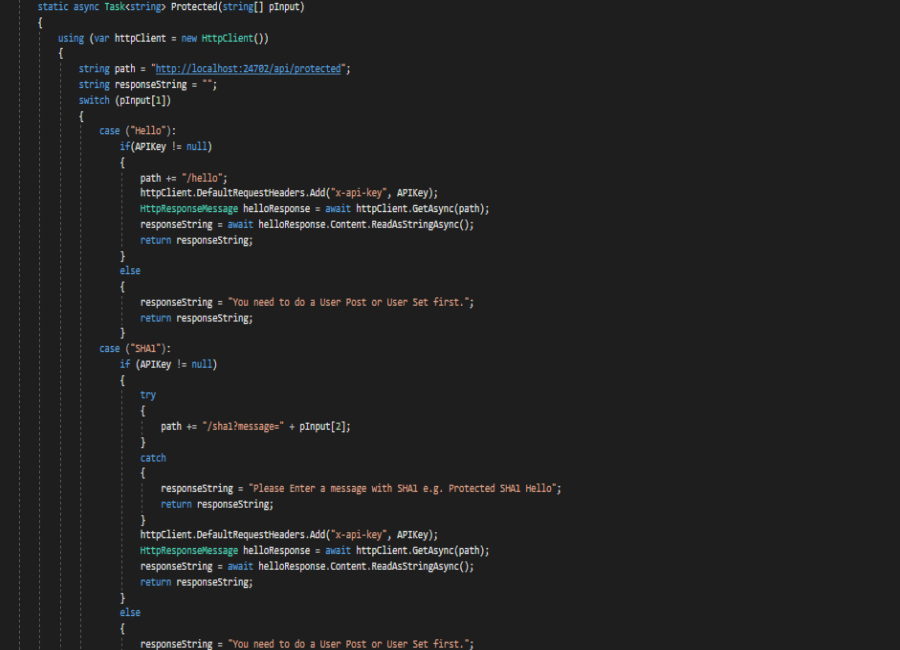 static async Task<string> Protected(string[] pInput)
{
using (var httpClient = new HttpClient())
{
string path = "http://localhost:24702/api/protected";
string responseString = "";
switch (pInput[1])
{
case ("Hello"):
if(APIKey != null)
{
path += "/hello";
httpClient.DefaultRequestHeaders.Add("x-api-key", APIKey);
HttpResponseMessage helloResponse = await httpClient.GetAsync(path);
responseString = await helloResponse.Content.ReadAsStringAsync();
return responseString;
}
else
{
responseString = "You need to do a User Post or User Set first.";
return responseString;
}
case ("SHA1"):
if (APIKey != null)
{
try
{
path += "/sha1?message=" + pInput[2];
}
catch
{
responseString = "Please Enter a message with SHA1 e.g. Protected SHA1 Hello";
return responseString;
}
httpClient.DefaultRequestHeaders.Add("x-api-key", APIKey);
HttpResponseMessage helloResponse = await httpClient.GetAsync(path);
responseString = await helloResponse.Content.ReadAsStringAsync();
return responseString;
}
else
{
responseString = "You need to do a User Post or User Set first.";